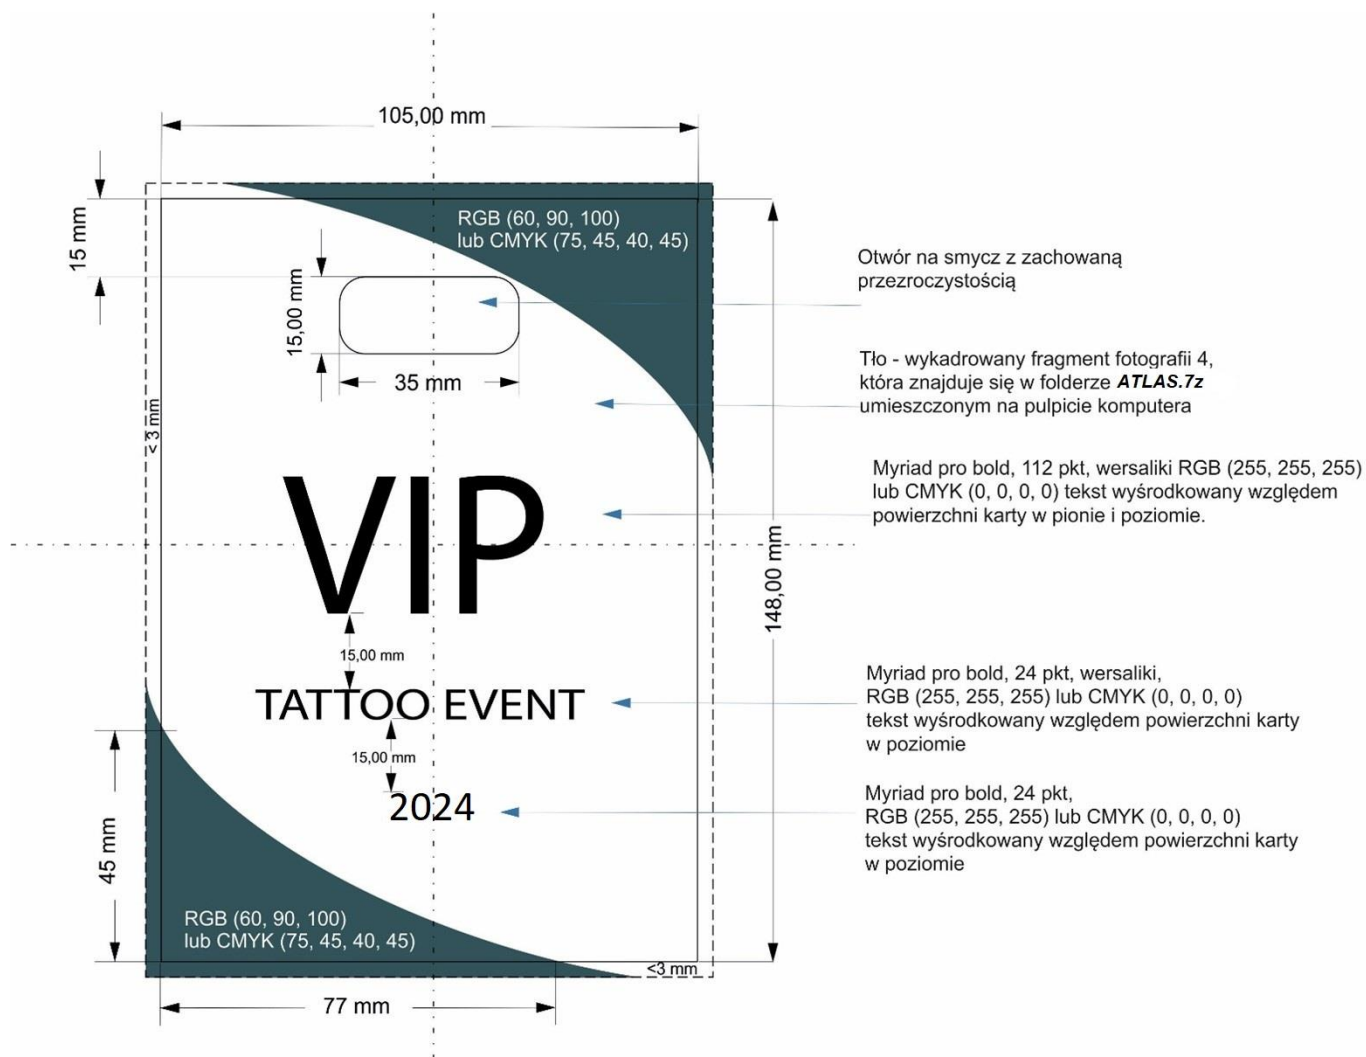 105,00 mm
15 mm
RGB (60, 90, 100)
lub CMYK (75, 45, 40, 45)
15,00 mm
35 mm
< 3 mm
Otwór na smycz z zachowaną
przezroczystością
Tło - wykadrowany fragment fotografii 4,
która znajduje się w folderze ATLAS.7z
umieszczonym na pulpicie komputera
Myriad pro bold, 112 pkt, wersaliki RGB (255, 255, 255)
lub CMYK (0, 0, 0, 0) tekst wyśrodkowany względem
powierzchni karty w pionie i poziomie.
VIP
148,00 mm
15,00 mm
TATTOO EVENT
Myriad pro bold, 24 pkt, wersaliki,
RGB (255, 255, 255) lub CMYK (0, 0, 0, 0)
tekst wyśrodkowany względem powierzchni karty
w poziomie
15,00 mm
2024
Myriad pro bold, 24 pkt,
RGB (255, 255, 255) lub CMYK (0, 0, 0, 0)
tekst wyśrodkowany względem powierzchni karty
w poziomie
45 mm
RGB (60, 90, 100)
lub CMYK (75, 45, 40, 45)
<3 mm
77 mm